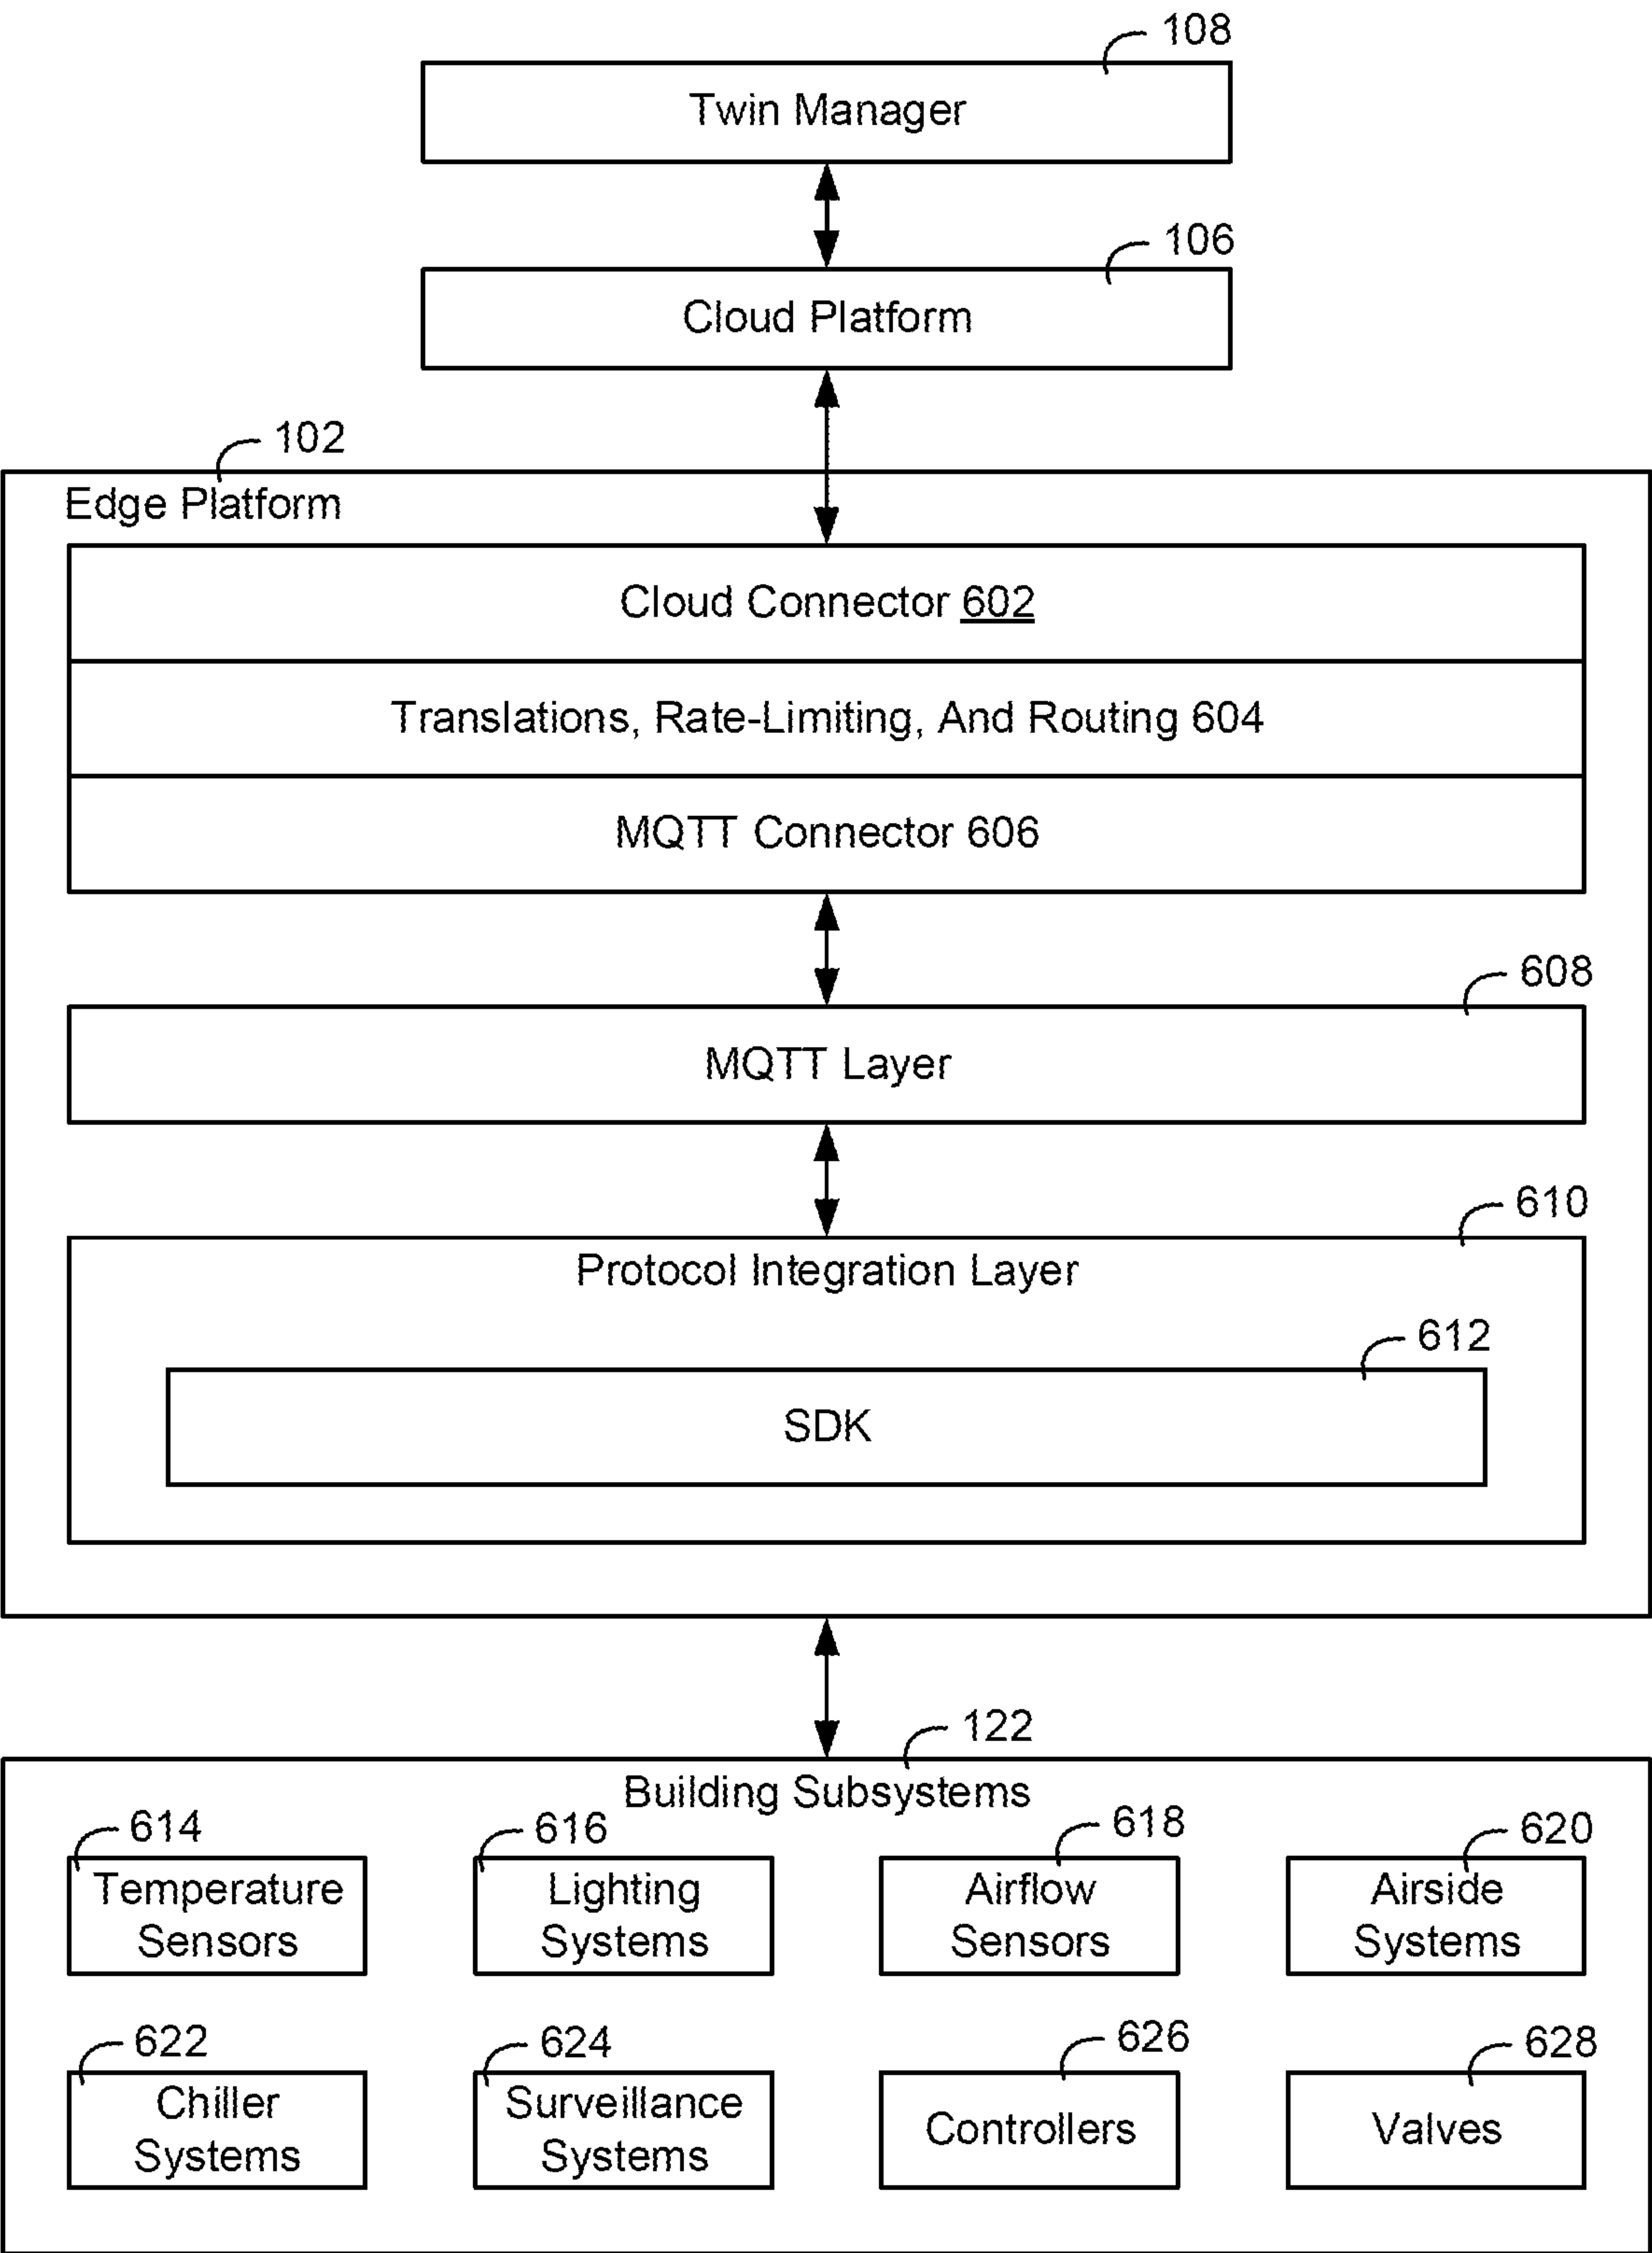 108
Twin Manager
106
Cloud Platform
102
Edge Platform
Cloud Connector 602
Translations, Rate-Limiting, And Routing 604
MQTT Connector 606
608
MQTT Layer
610
Protocol Integration Layer
612
SDK
122
Building Subsystems
614
Temperature
Sensors
616
Lighting
Systems
618
Airflow
Sensors
620
Airside
Systems
622
Chiller
Systems
624
Surveillance
Systems
626
Controllers
628
Valves